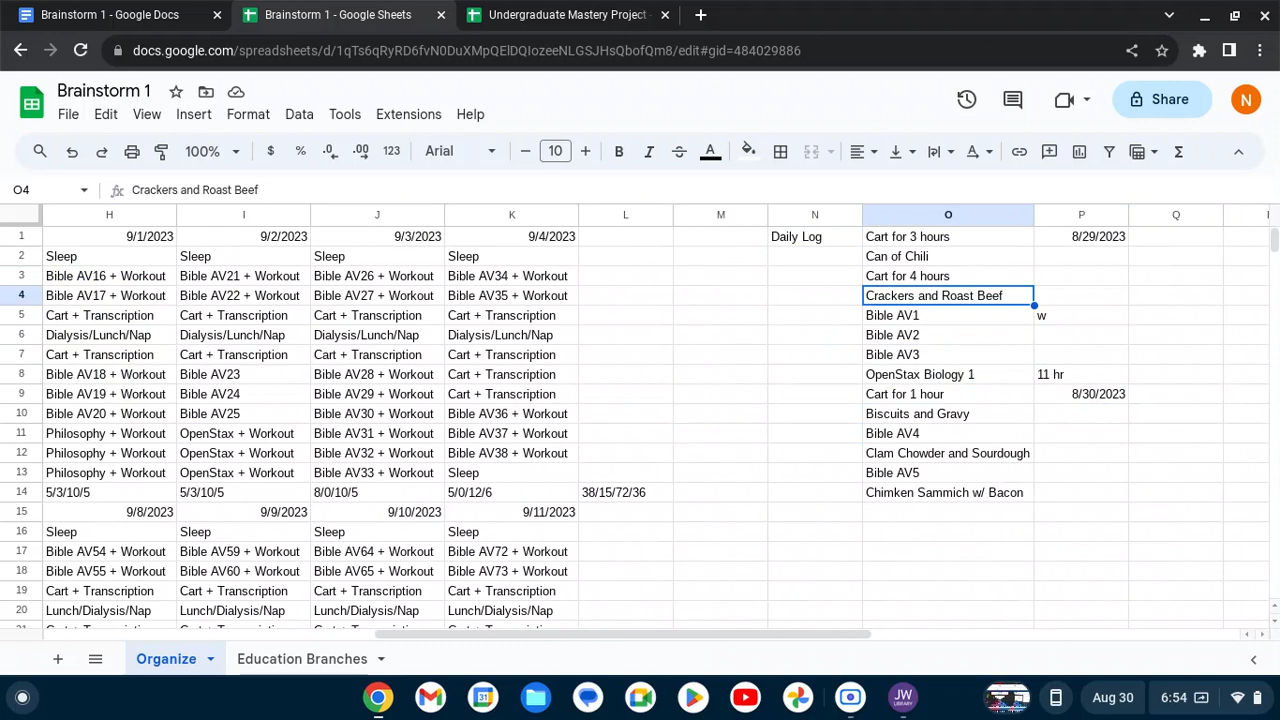 Brainstorm 1 - Google Docs
Brainstorm 1 - Google Sheets
Undergraduate Mastery Project -
docs.google.com/spreadsheets/d/1qTs6qRyRD6fvN0DuXMpQElDQIozeeNLGSJHsQbofQm8/edit#gid=484029886
Brainstorm 1
File Edit View Insert Format Data Tools Extensions Help
Share
N
100% $ % .0 .00 123 Arial 10 B I A Σ
O4 fx Crackers and Roast Beef
H I J K L M N O P Q
1 9/1/2023 9/2/2023 9/3/2023 9/4/2023 Daily Log Cart for 3 hours 8/29/2023
2 Sleep Sleep Sleep Sleep Can of Chili
3 Bible AV16 + Workout Bible AV21 + Workout Bible AV26 + Workout Bible AV34 + Workout Cart for 4 hours
4 Bible AV17 + Workout Bible AV22 + Workout Bible AV27 + Workout Bible AV35 + Workout Crackers and Roast Beef
5 Cart + Transcription Cart + Transcription Cart + Transcription Cart + Transcription Bible AV1 w
6 Dialysis/Lunch/Nap Dialysis/Lunch/Nap Dialysis/Lunch/Nap Dialysis/Lunch/Nap Bible AV2
7 Cart + Transcription Cart + Transcription Cart + Transcription Cart + Transcription Bible AV3
8 Bible AV18 + Workout Bible AV23 Bible AV28 + Workout Cart + Transcription OpenStax Biology 1 11 hr
9 Bible AV19 + Workout Bible AV24 Bible AV29 + Workout Cart + Transcription Cart for 1 hour 8/30/2023
10 Bible AV20 + Workout Bible AV25 Bible AV30 + Workout Bible AV36 + Workout Biscuits and Gravy
11 Philosophy + Workout OpenStax + Workout Bible AV31 + Workout Bible AV37 + Workout Bible AV4
12 Philosophy + Workout OpenStax + Workout Bible AV32 + Workout Bible AV38 + Workout Clam Chowder and Sourdough
13 Philosophy + Workout OpenStax + Workout Bible AV33 + Workout Sleep Bible AV5
14 5/3/10/5 5/3/10/5 8/0/10/5 5/0/12/6 38/15/72/36 Chimken Sammich w/ Bacon
15 9/8/2023 9/9/2023 9/10/2023 9/11/2023
16 Sleep Sleep Sleep Sleep
17 Bible AV54 + Workout Bible AV59 + Workout Bible AV64 + Workout Bible AV72 + Workout
18 Bible AV55 + Workout Bible AV60 + Workout Bible AV65 + Workout Bible AV73 + Workout
19 Cart + Transcription Cart + Transcription Cart + Transcription Cart + Transcription
20 Lunch/Dialysis/Nap Lunch/Dialysis/Nap Lunch/Dialysis/Nap Lunch/Dialysis/Nap
Organize Education Branches
31 JW LIBRARY Aug 30 6:54